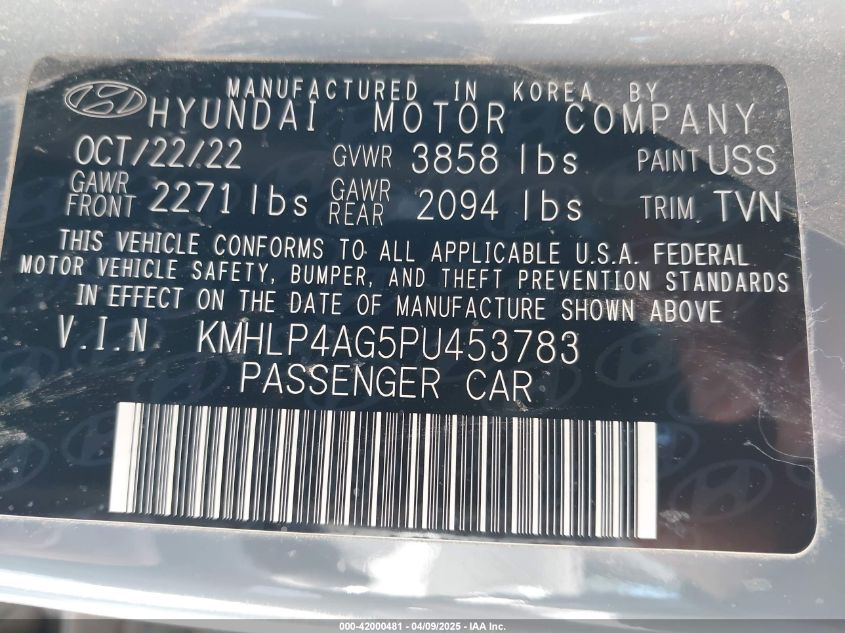 MANUFACTURED IN KOREA BY
HYUNDAI MOTOR COMPANY
OCT/22/22 GVWR 3858 lbs PAINT USS
GAWR FRONT 2271 lbs GAWR REAR 2094 lbs TRIM. TVN
THIS VEHICLE CONFORMS TO ALL APPLICABLE U.S.A. FEDERAL
MOTOR VEHICLE SAFETY, BUMPER, AND THEFT PREVENTION STANDARDS
IN EFFECT ON THE DATE OF MANUFACTURE SHOWN ABOVE
V.I.N KMHLP4AG5PU453783
PASSENGER CAR
000-42000481 - 04/09/2025 - IAA Inc.